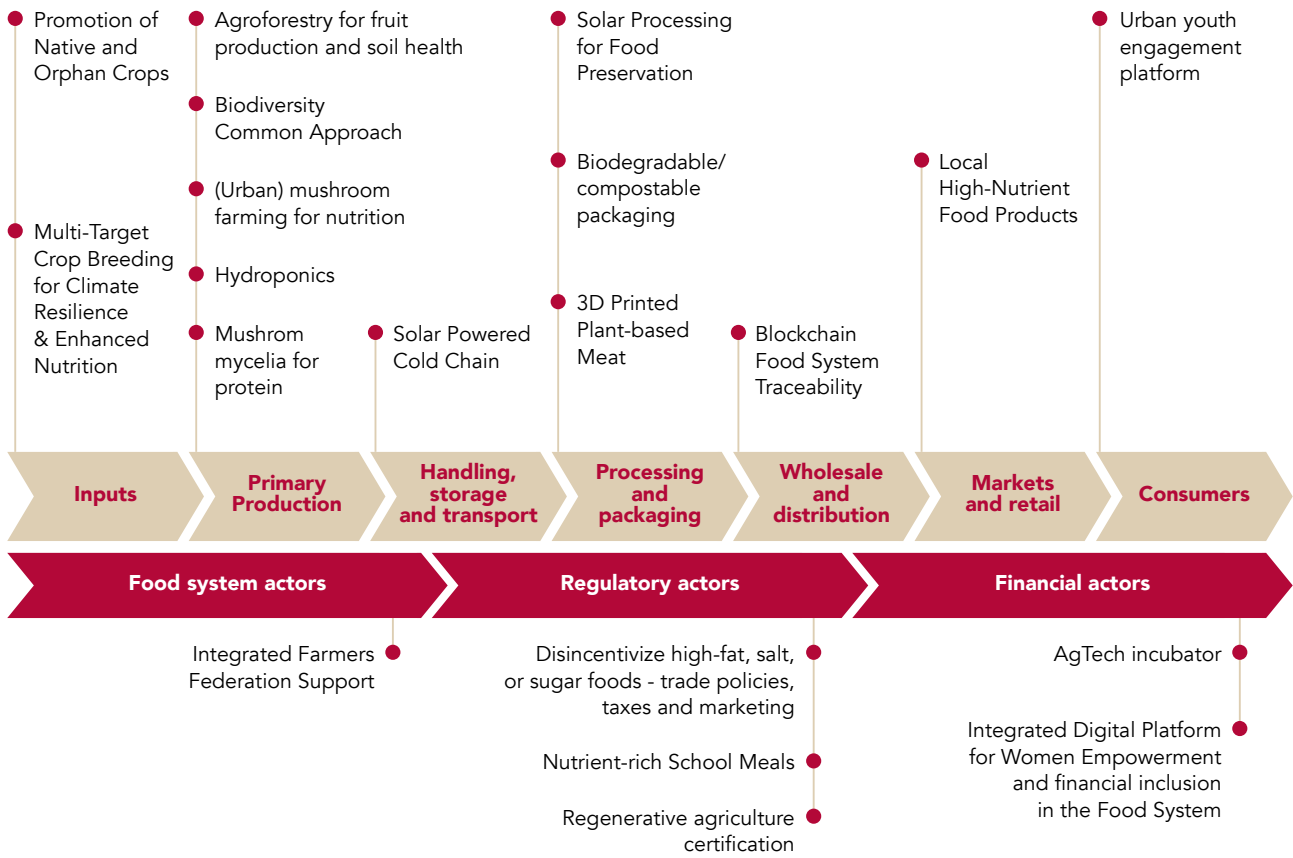 Promotion of
Native and
Orphan Crops
Multi-Target
Crop Breeding
for Climate
Resilience
& Enhanced
Nutrition
Agroforestry for fruit
production and soil health
Biodiversity
Common Approach
(Urban) mushroom
farming for nutrition
Hydroponics
Mushrom
mycelia for
protein
Solar Powered
Cold Chain
Solar Processing
for Food
Preservation
Biodegradable/
compostable
packaging
3D Printed
Plant-based
Meat
Blockchain
Food System
Traceability
Local
High-Nutrient
Food Products
Urban youth
engagement
platform
Inputs
Primary
Production
Handling,
storage
and transport
Processing
and
packaging
Wholesale
and
distribution
Markets
and retail
Consumers
Food system actors
Regulatory actors
Financial actors
Integrated Farmers
Federation Support
Disincentivize high-fat, salt,
or sugar foods - trade policies,
taxes and marketing
Nutrient-rich School Meals
Regenerative agriculture
certification
AgTech incubator
Integrated Digital Platform
for Women Empowerment
and financial inclusion
in the Food System